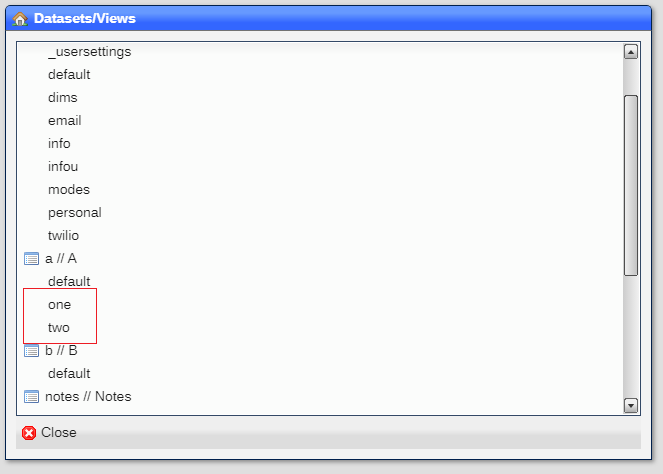 Datasets/Views
_usersettings
default
dims
email
info
infou
modes
personal
twilio
a // A
default
one
two
b // B
default
notes // Notes
Close